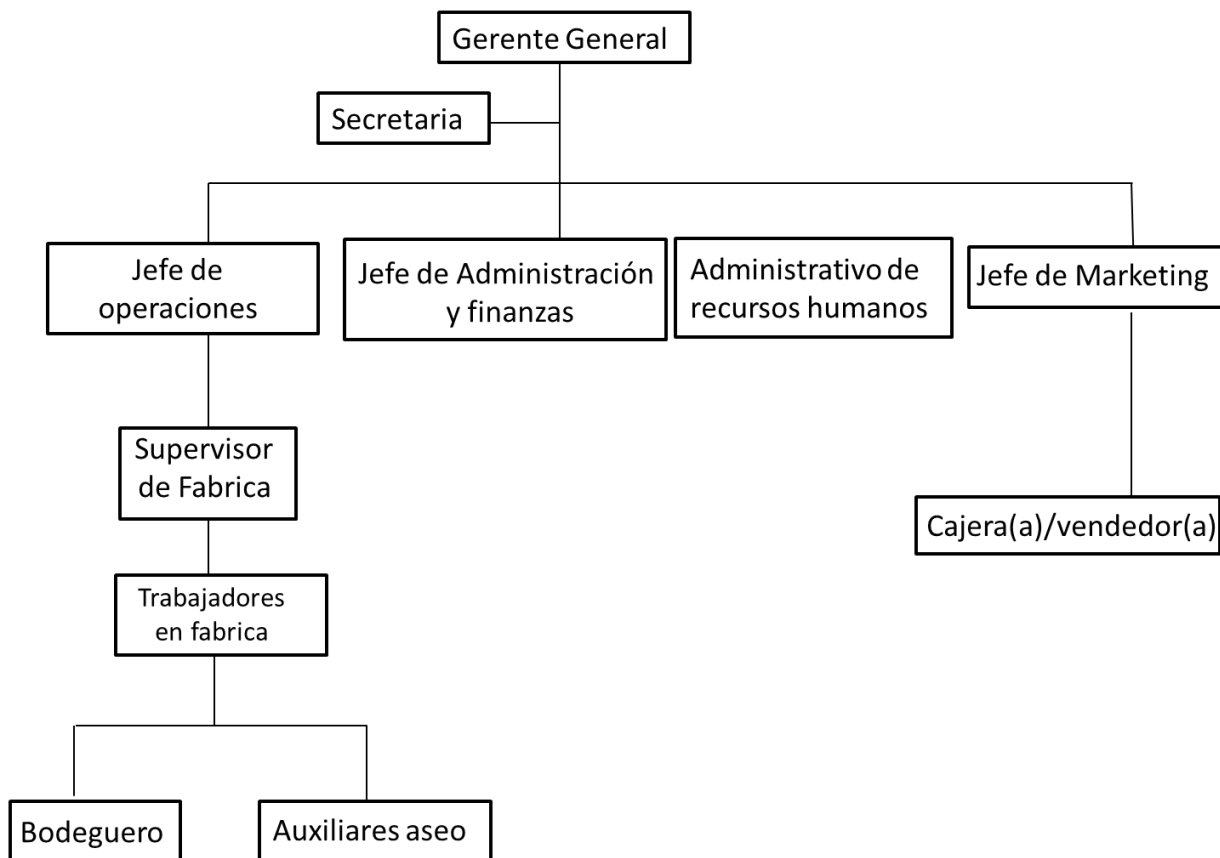 Gerente General
Secretaria
Jefe de
operaciones
Jefe de Administración
y finanzas
Administrativo de
recursos humanos
Jefe de Marketing
Supervisor
de Fabrica
Cajera(a)/vendedor(a)
Trabajadores
en fabrica
Bodeguero
Auxiliares aseo